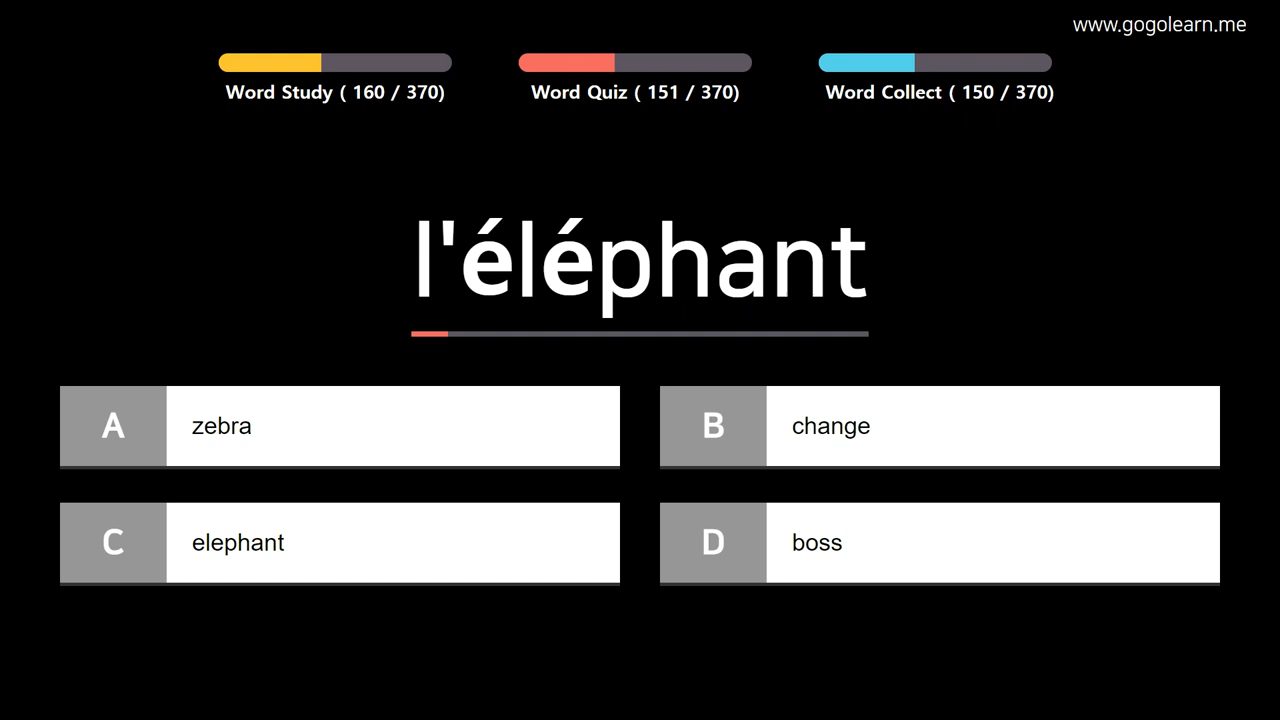 www.gogolearn.me
Word Study ( 160 / 370)
Word Quiz ( 151 / 370)
Word Collect ( 150 / 370)
l'éléphant
A zebra
B change
C elephant
D boss